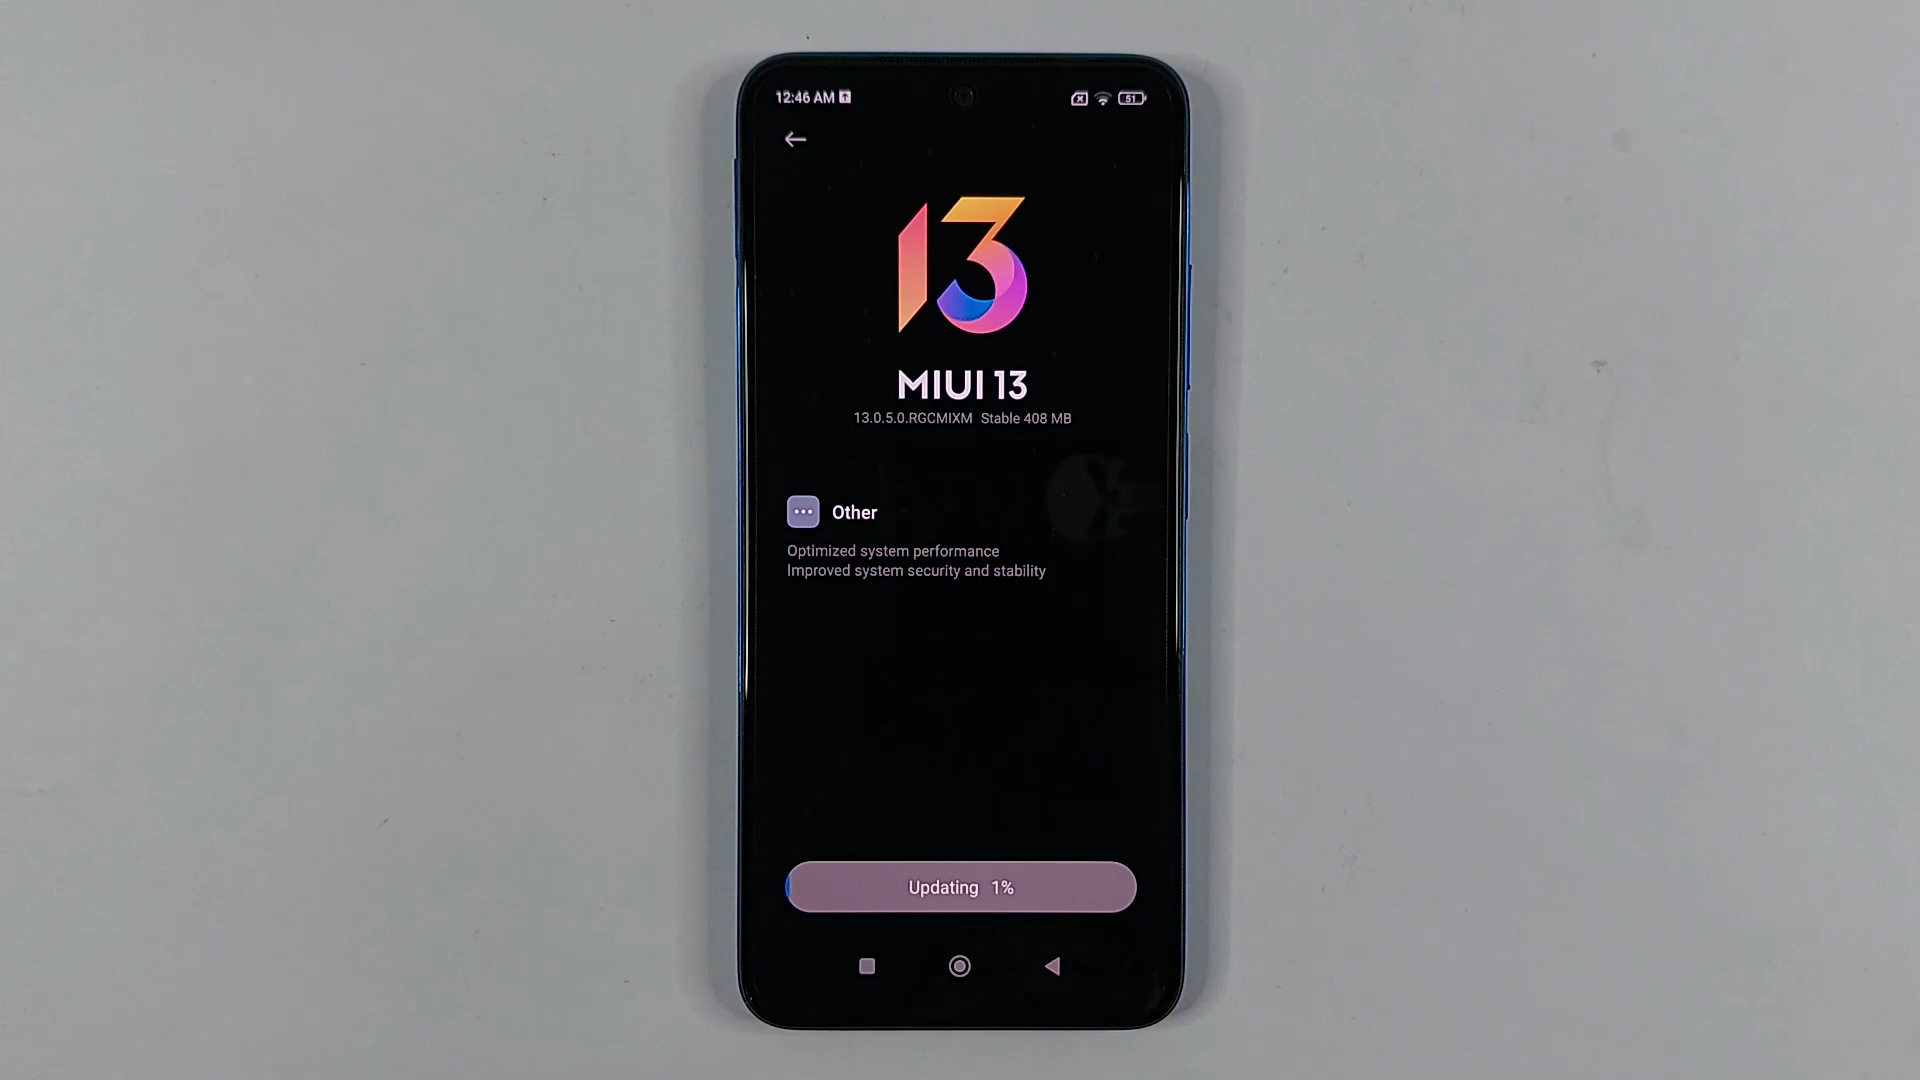 12:46 AM 51
13
MIUI 13
13.0.5.0.RGCMIXM Stable 408 MB
Other
Optimized system performance
Improved system security and stability
Updating 1%